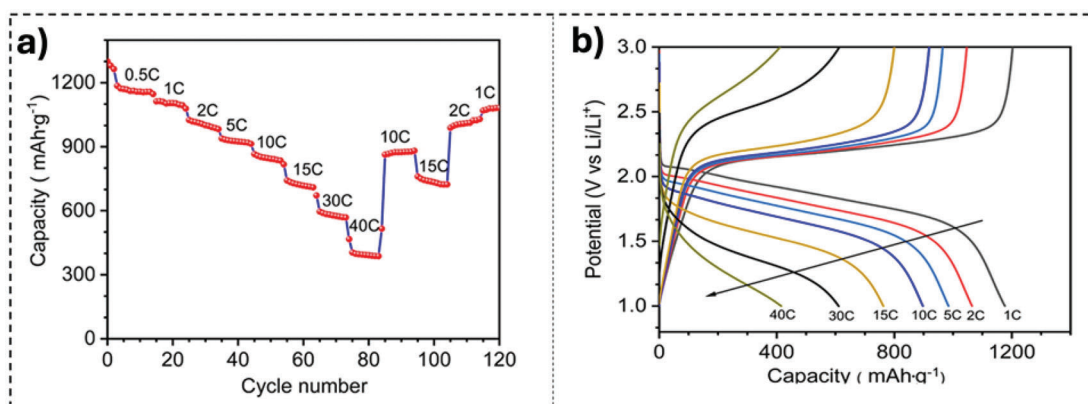 a)
Capacity ( mAh·g⁻¹)
1200
900
600
300
0
0.5C
1C
2C
5C
10C
15C
30C
40C
10C
15C
2C
1C
0 20 40 60 80 100 120
Cycle number
b)
Potential (V vs Li/Li⁺)
3.0
2.5
2.0
1.5
1.0
40C 30C 15C 10C 5C 2C 1C
0 400 800 1200
Capacity ( mAh·g⁻¹)